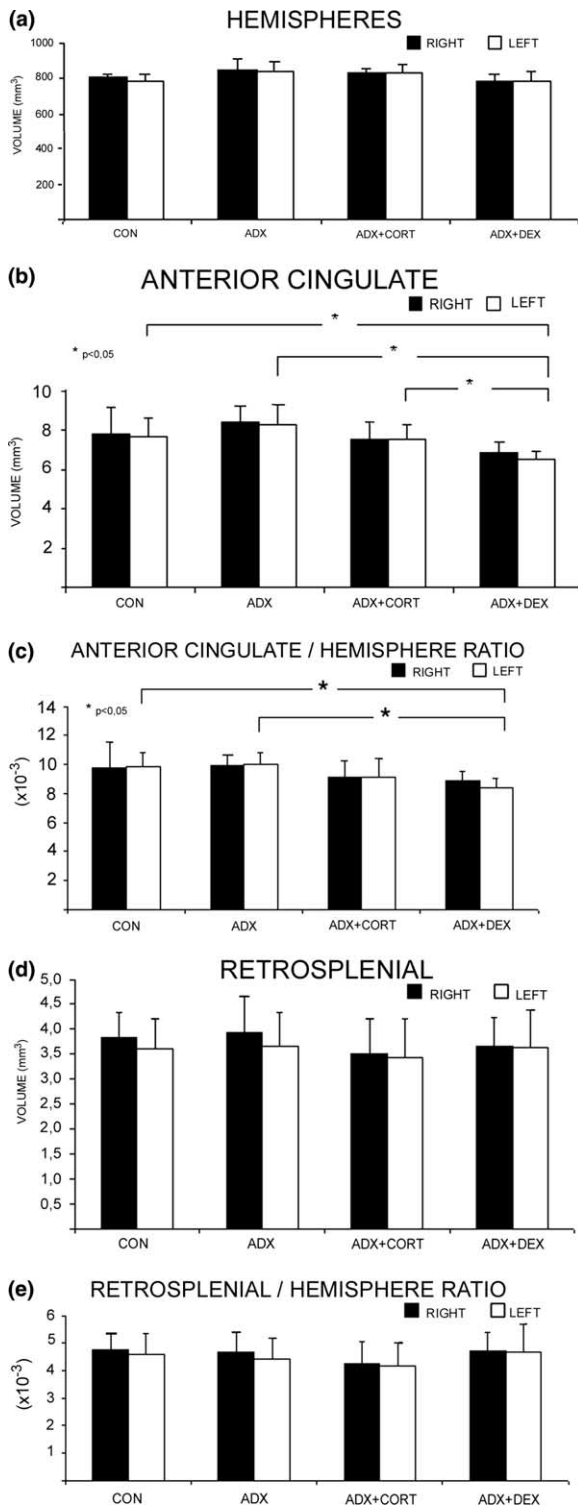 (a) HEMISPHERES
RIGHT LEFT
VOLUME (mm³)
1000
800
600
400
200
CON ADX ADX+CORT ADX+DEX
(b) ANTERIOR CINGULATE
RIGHT LEFT
*
* p<0,05
*
*
VOLUME (mm³)
10
8
6
4
2
CON ADX ADX+CORT ADX+DEX
(c) ANTERIOR CINGULATE / HEMISPHERE RATIO
RIGHT LEFT
*
* p<0,05
*
(x10⁻³)
14
12
10
8
6
4
2
CON ADX ADX+CORT ADX+DEX
(d) RETROSPLENIAL
RIGHT LEFT
VOLUME (mm³)
5,0
4,5
4,0
3,5
3,0
2,5
2,0
1,5
1,0
0,5
CON ADX ADX+CORT ADX+DEX
(e) RETROSPLENIAL / HEMISPHERE RATIO
RIGHT LEFT
(x10⁻³)
6
5
4
3
2
1
CON ADX ADX+CORT ADX+DEX